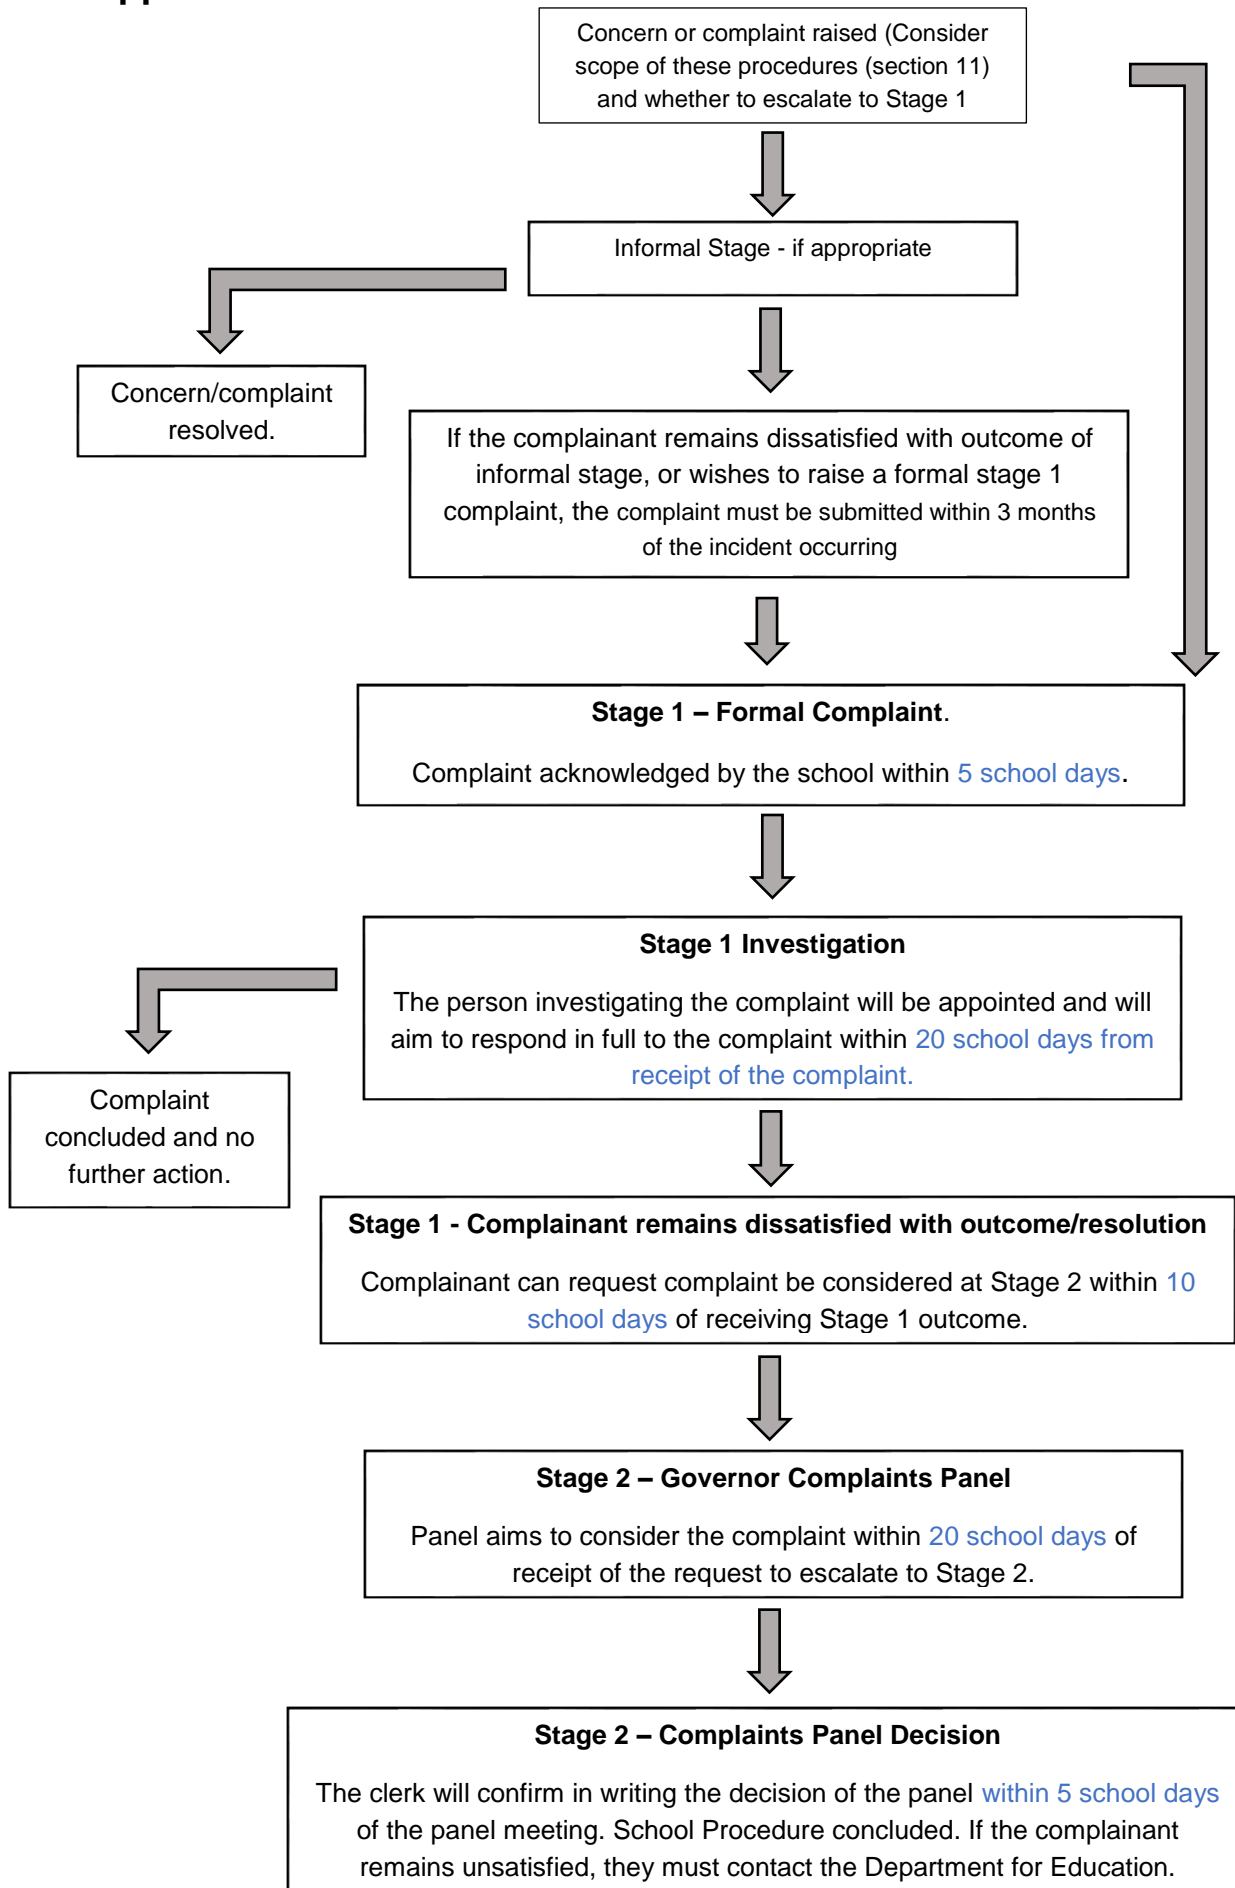 Concern or complaint raised (Consider
scope of these procedures (section 11)
and whether to escalate to Stage 1
Informal Stage - if appropriate
Concern/complaint
resolved.
If the complainant remains dissatisfied with outcome of
informal stage, or wishes to raise a formal stage 1
complaint, the complaint must be submitted within 3 months
of the incident occurring
Stage 1 – Formal Complaint.
Complaint acknowledged by the school within 5 school days.
Stage 1 Investigation
The person investigating the complaint will be appointed and will
aim to respond in full to the complaint within 20 school days from
receipt of the complaint.
Complaint
concluded and no
further action.
Stage 1 - Complainant remains dissatisfied with outcome/resolution
Complainant can request complaint be considered at Stage 2 within 10
school days of receiving Stage 1 outcome.
Stage 2 – Governor Complaints Panel
Panel aims to consider the complaint within 20 school days of
receipt of the request to escalate to Stage 2.
Stage 2 – Complaints Panel Decision
The clerk will confirm in writing the decision of the panel within 5 school days
of the panel meeting. School Procedure concluded. If the complainant
remains unsatisfied, they must contact the Department for Education.